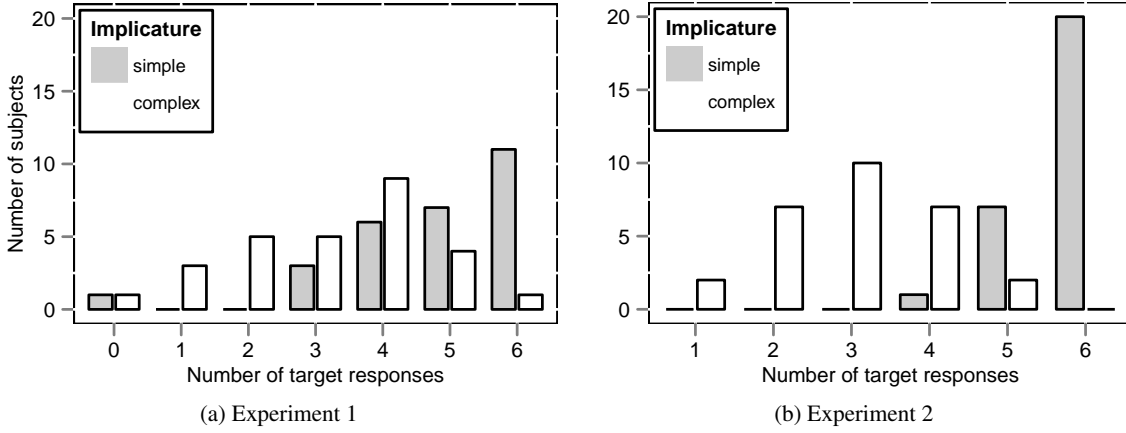 Implicature
simple
complex
Number of subjects
20
15
10
5
0
0 1 2 3 4 5 6
Number of target responses
(a) Experiment 1
Implicature
simple
complex
20
15
10
5
0
1 2 3 4 5 6
Number of target responses
(b) Experiment 2